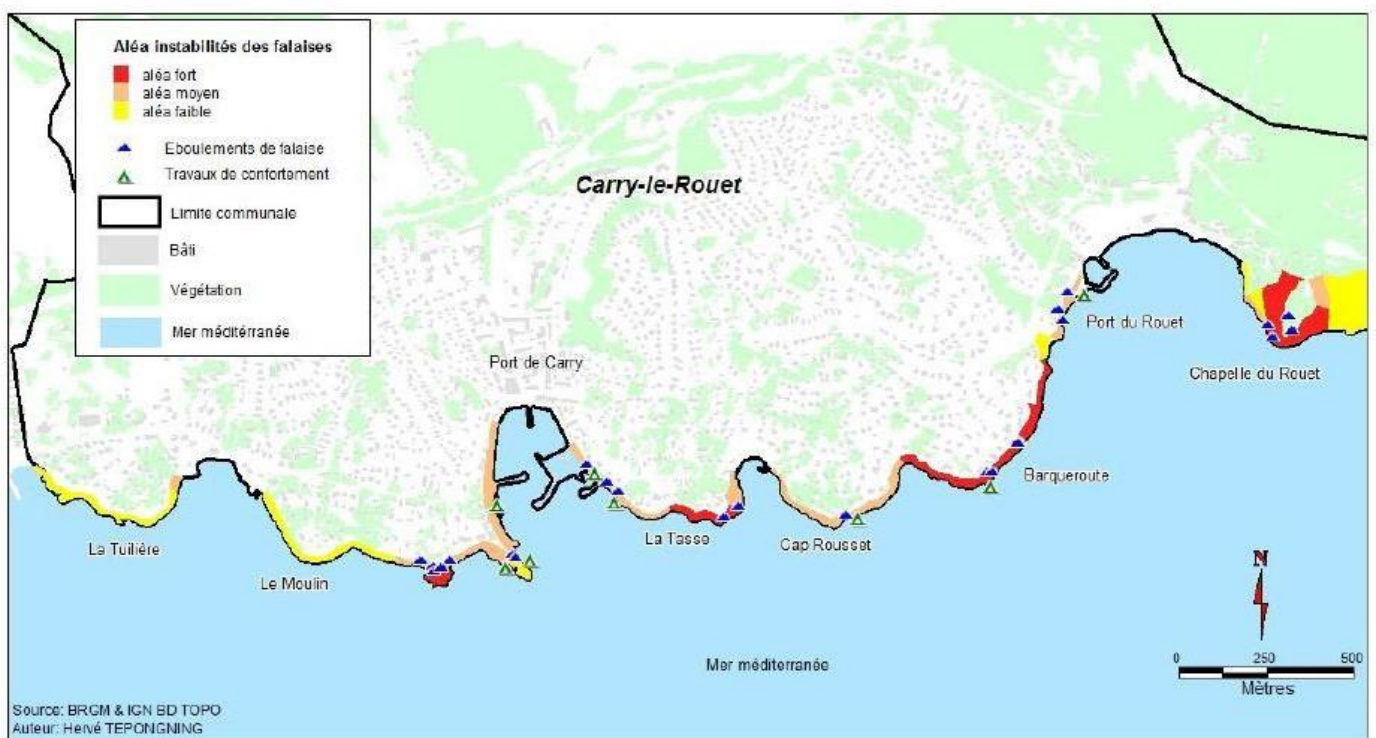 Aléa instabilités des falaises
aléa fort
aléa moyen
aléa faible
Eboulements de falaise
Travaux de confortement
Limite communale
Bâti
Végétation
Mer méditérranée
Carry-le-Rouet
Port de Carry
Port du Rouet
Chapelle du Rouet
Barqueroute
La Tasse
Cap Rousset
La Tuilière
Le Moulin
N
Mer méditerranée
0 250 500
Mètres
Source: BRGM & IGN BD TOPO
Auteur: Hervé TEPONGNING